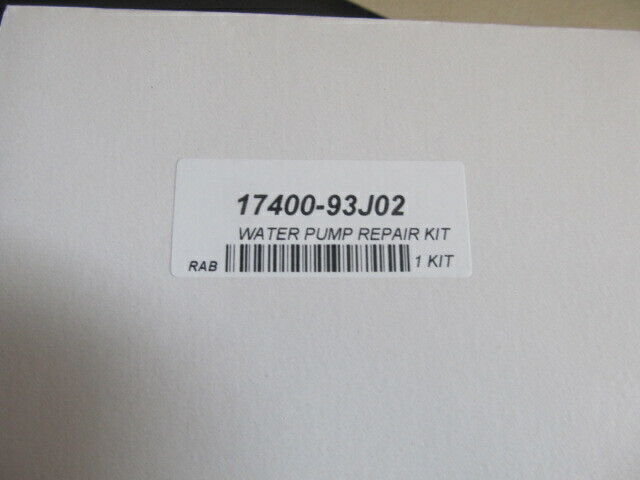 17400-93J02
WATER PUMP REPAIR KIT
RAB 1 KIT